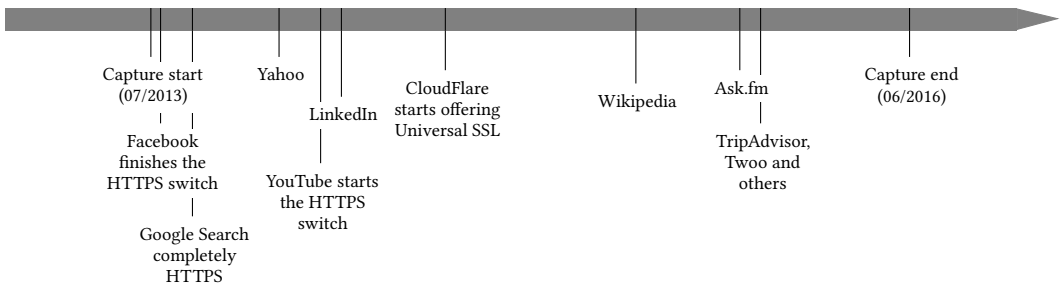 Capture start
(07/2013)
Facebook
finishes the
HTTPS switch
Google Search
completely
HTTPS
Yahoo
YouTube starts
the HTTPS
switch
LinkedIn
CloudFlare
starts offering
Universal SSL
Wikipedia
Ask.fm
TripAdvisor,
Twoo and
others
Capture end
(06/2016)